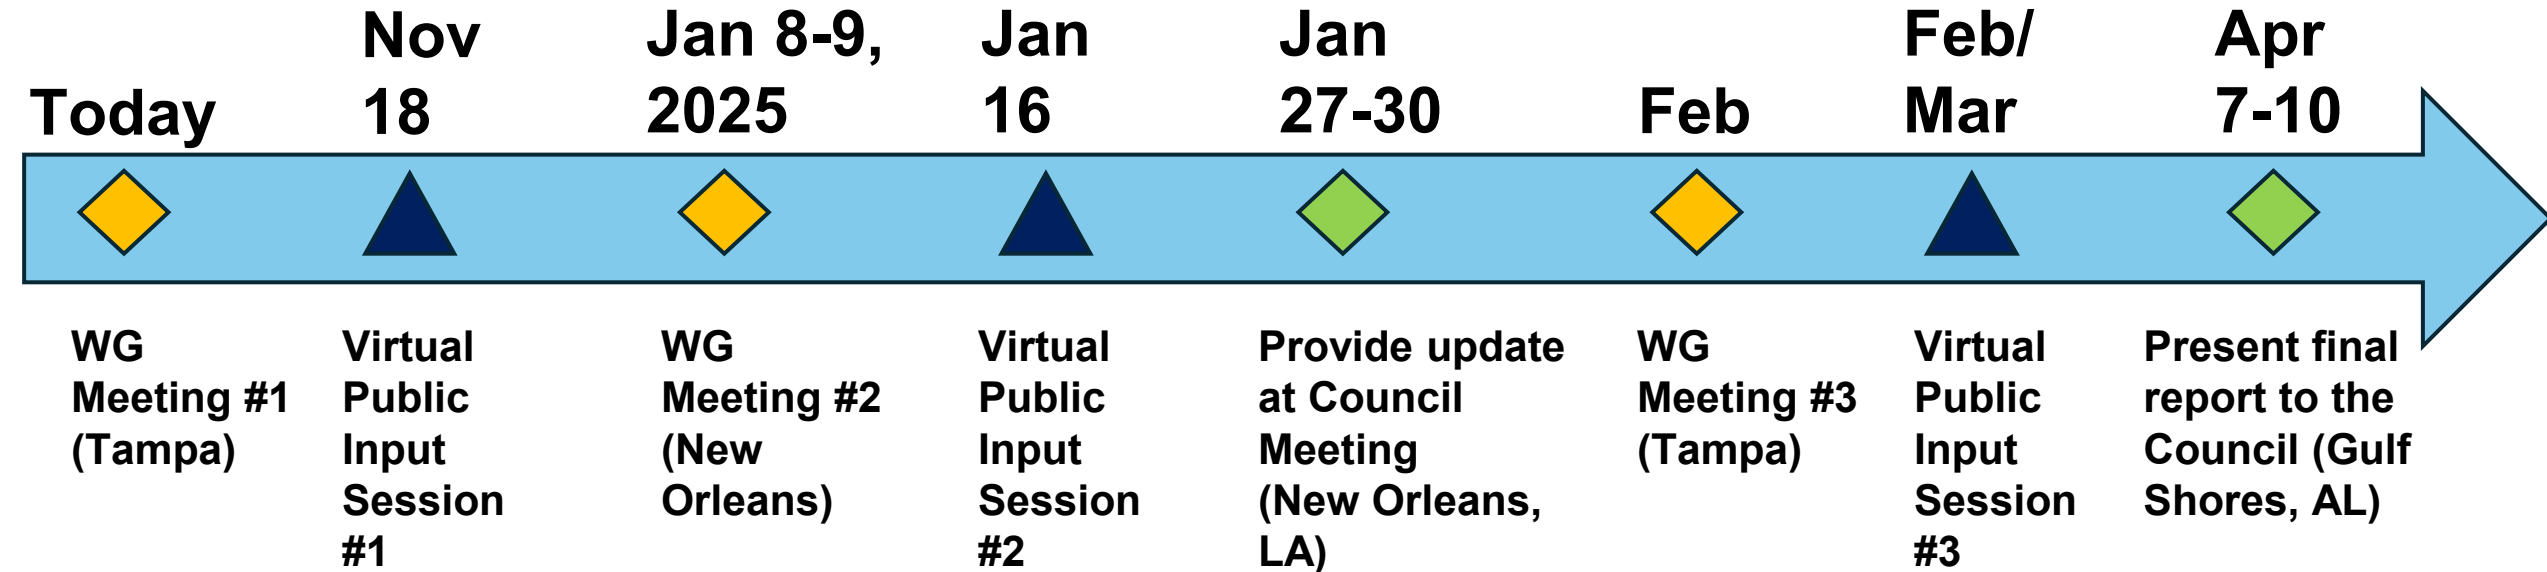 Today
Nov
18
Jan 8-9,
2025
Jan
16
Jan
27-30
Feb
Feb/
Mar
Apr
7-10
WG
Meeting #1
(Tampa)
Virtual
Public
Input
Session
#1
WG
Meeting #2
(New
Orleans)
Virtual
Public
Input
Session
#2
Provide update
at Council
Meeting
(New Orleans,
LA)
WG
Meeting #3
(Tampa)
Virtual
Public
Input
Session
#3
Present final
report to the
Council (Gulf
Shores, AL)